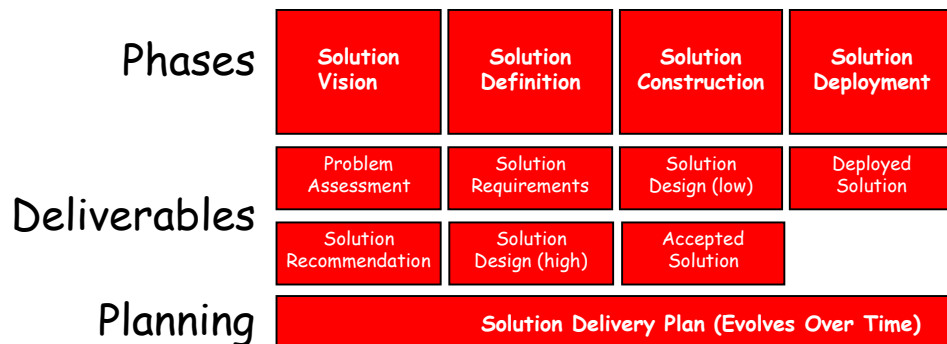 Phases
Solution
Vision
Solution
Definition
Solution
Construction
Solution
Deployment
Deliverables
Problem
Assessment
Solution
Requirements
Solution
Design (low)
Deployed
Solution
Solution
Recommendation
Solution
Design (high)
Accepted
Solution
Planning
Solution Delivery Plan (Evolves Over Time)